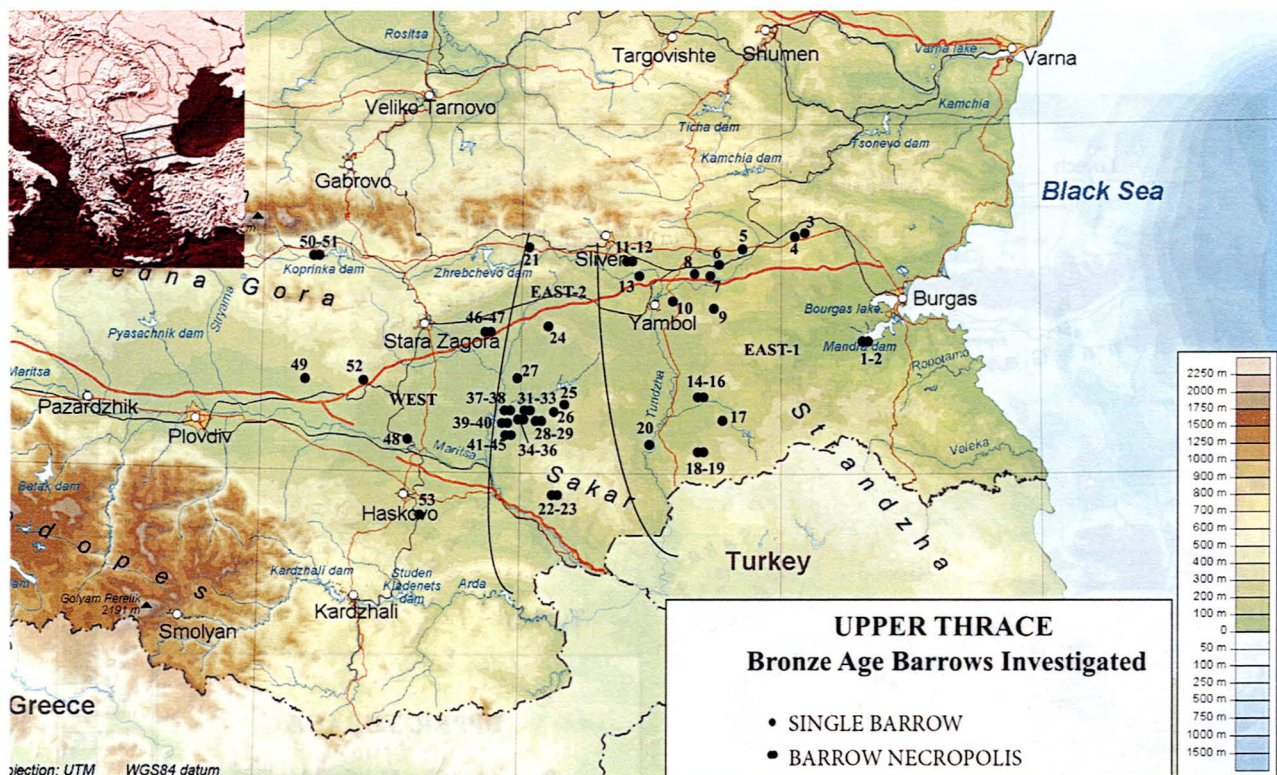 Rositsa
Targovishte
Shumen
Varna lake
Varna
Veliko Tarnovo
Kamchia
Ticha dam
Tsonevo dam
Kamchia dam
Gabrovo
Black Sea
50-51
Koprinka dam
21
Zhrebchevo dam
11-12
Sliven
13
EAST-2
8
6
5
4
3
7
10
9
Yambol
Burgas
Bourgas lake
Mandra dam
1-2
Gora
Pyasachnik dam
Stryama
46-47
Stara Zagora
24
EAST-1
Ropotamo
Maritsa
49
52
27
WEST
37-38
31-33
25
26
39-40
28-29
41-45
34-36
48
Maritsa
Pazardzhik
Plovdiv
Tundzha
14-16
17
20
18-19
Strandzha
Veleka
Sakar
22-23
Batak dam
Haskovo
53
dopes
Golyam Perelik
2191 m
Kardzhali dam
Studen
Kladenets
dam
Arda
Kardzhali
Smolyan
Turkey
Greece
UPPER THRACE
Bronze Age Barrows Investigated
SINGLE BARROW
BARROW NECROPOLIS
2250 m
2000 m
1750 m
1500 m
1250 m
1000 m
900 m
800 m
700 m
600 m
500 m
400 m
300 m
200 m
100 m
0
50 m
100 m
250 m
500 m
750 m
1000 m
1500 m
ojection: UTM WGS84 datum